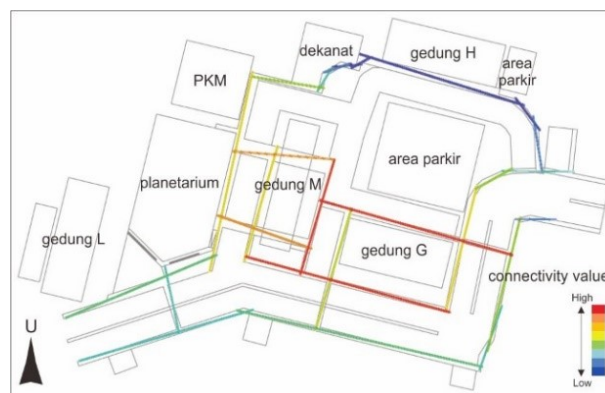 dekanat
gedung H
area
parkir
PKM
area parkir
planetarium
gedung M
gedung L
gedung G
connectivity value
High
Low
U